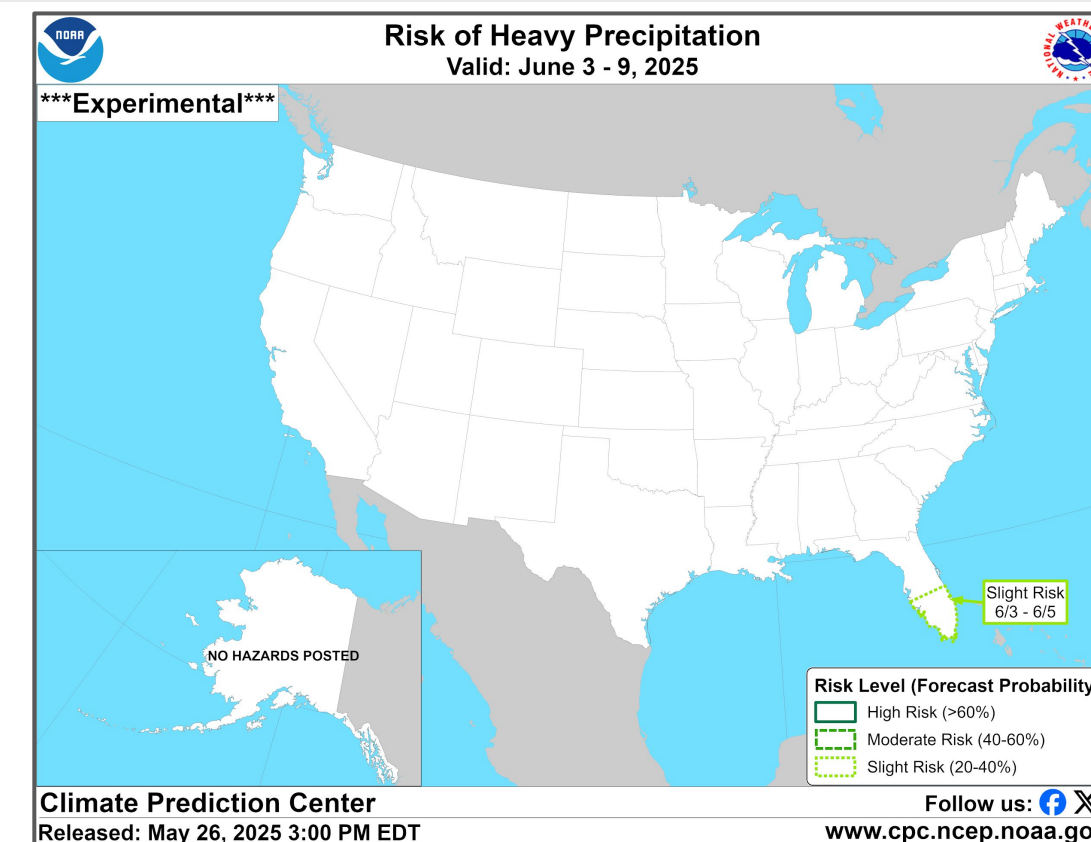 NOAA
Risk of Heavy Precipitation
Valid: June 3 - 9, 2025
NATIONAL WEATHE
***Experimental***
Slight Risk
6/3 - 6/5
NO HAZARDS POSTED
Risk Level (Forecast Probability
High Risk (>60%)
Moderate Risk (40-60%)
Slight Risk (20-40%)
Climate Prediction Center
Follow us:
Released: May 26, 2025 3:00 PM EDT
www.cpc.ncep.noaa.go